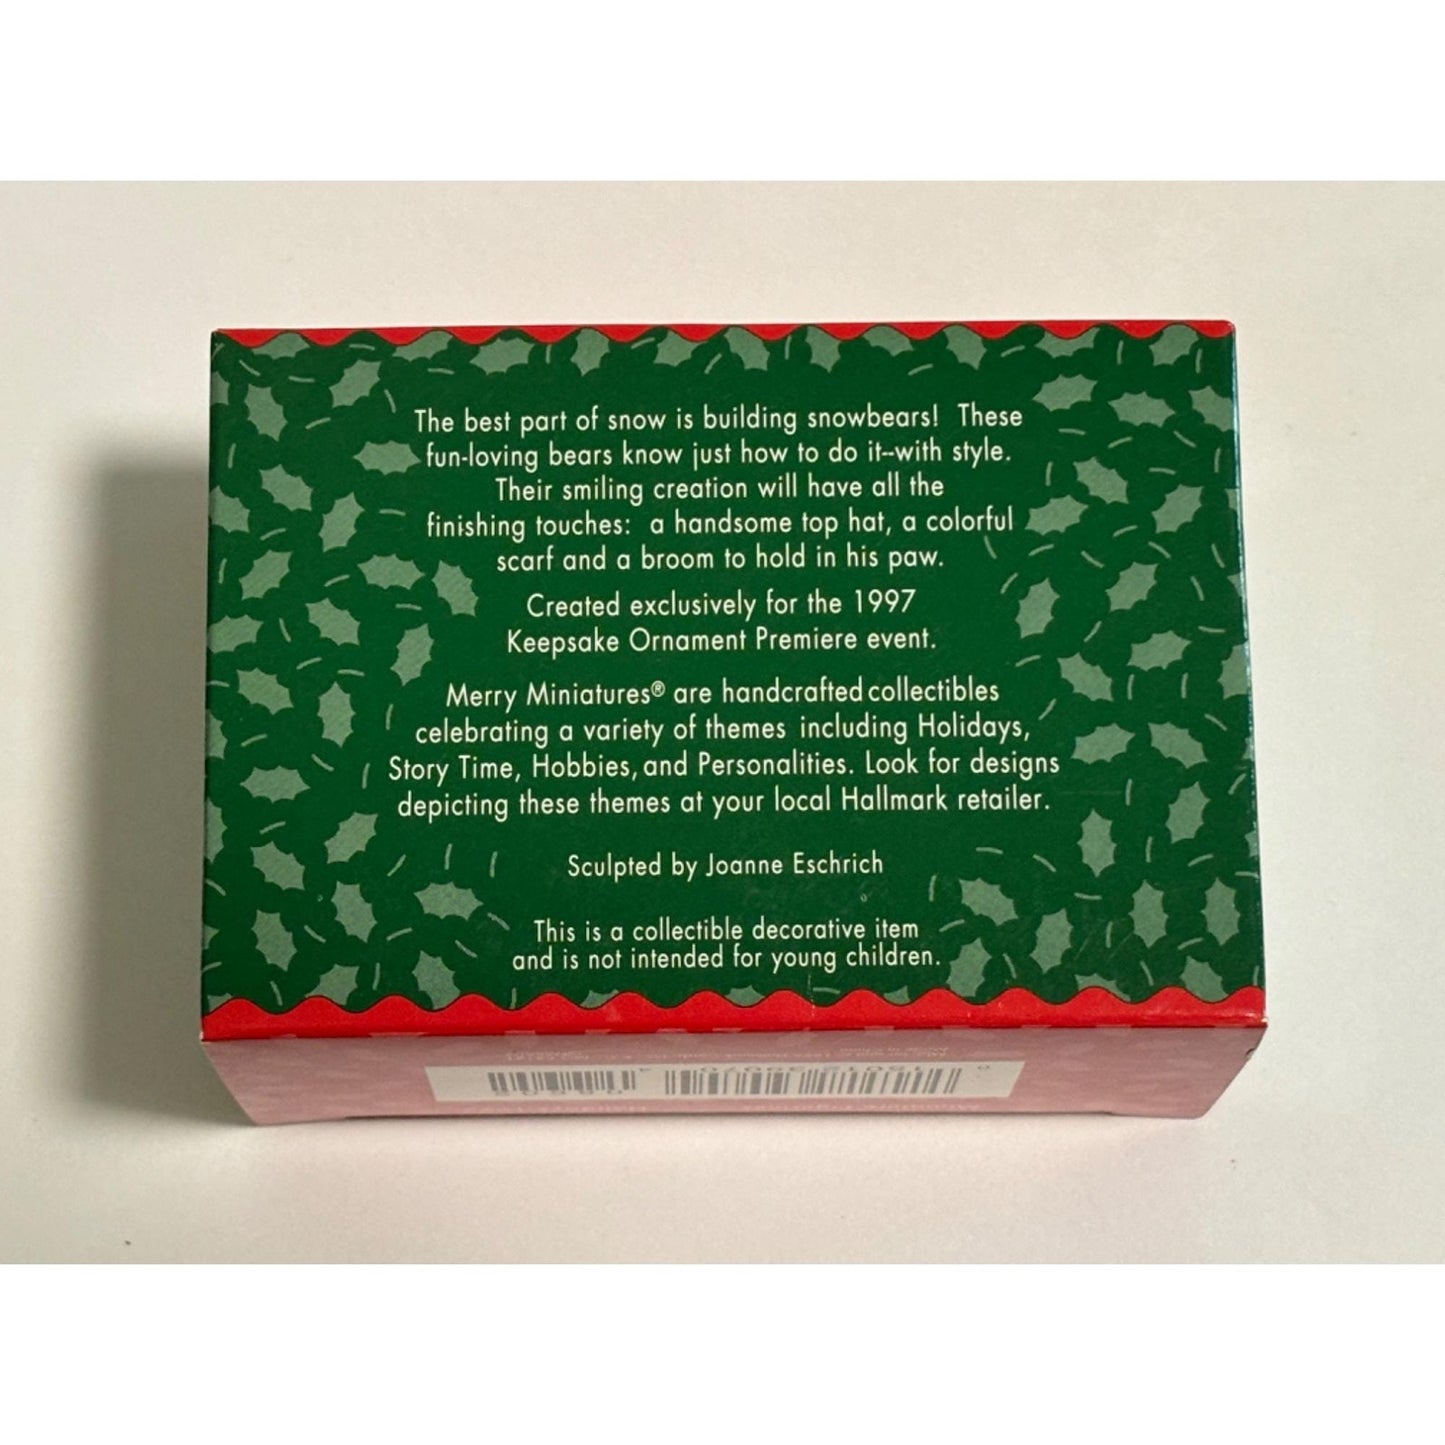 The best part of snow is building snowbears! These
fun-loving bears know just how to do it--with style.
Their smiling creation will have all the
finishing touches: a handsome top hat, a colorful
scarf and a broom to hold in his paw.
Created exclusively for the 1997
Keepsake Ornament Premiere event.
Merry Miniatures® are handcrafted collectibles
celebrating a variety of themes including Holidays,
Story Time, Hobbies, and Personalities. Look for designs
depicting these themes at your local Hallmark retailer.
Sculpted by Joanne Eschrich
This is a collectible decorative item
and is not intended for young children.